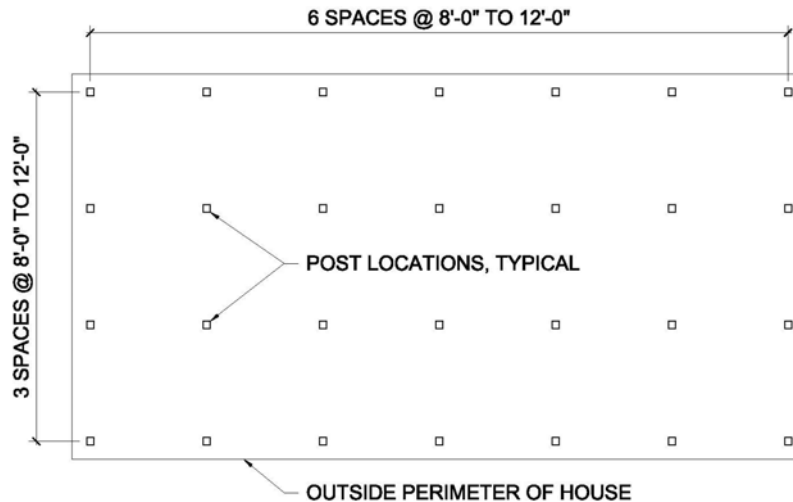 6 SPACES @ 8'-0" TO 12'-0"
3 SPACES @ 8'-0" TO 12'-0"
POST LOCATIONS, TYPICAL
OUTSIDE PERIMETER OF HOUSE